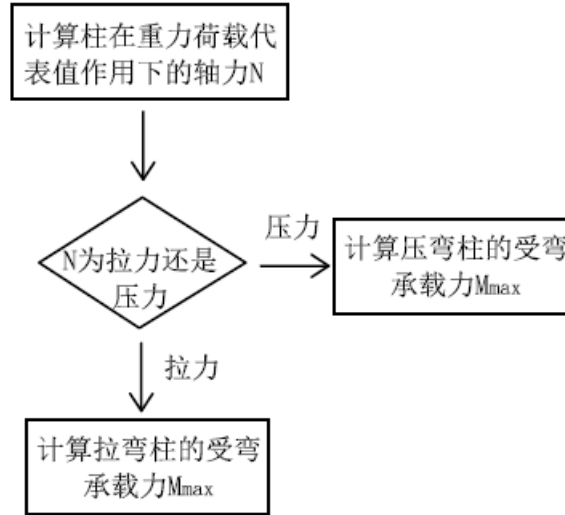 计算柱在重力荷载代
表值作用下的轴力N
N为拉力还是
压力
压力
计算压弯柱的受弯
承载力Mmax
拉力
计算拉弯柱的受弯
承载力Mmax